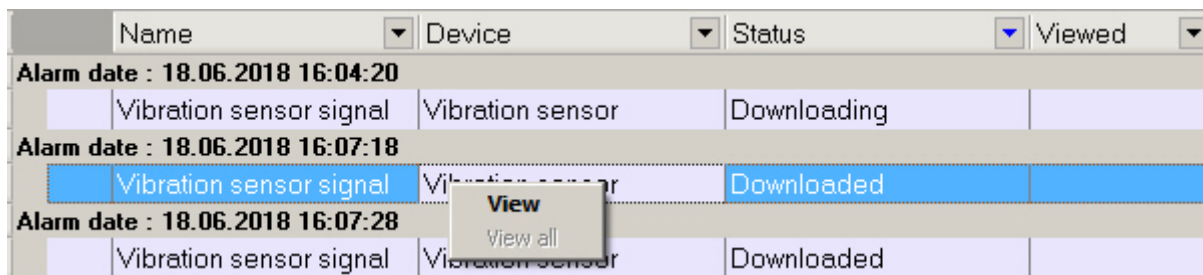 Name Device Status Viewed
Alarm date : 18.06.2018 16:04:20
Vibration sensor signal Vibration sensor Downloading
Alarm date : 18.06.2018 16:07:18
Vibration sensor signal Downloaded
View
Alarm date : 18.06.2018 16:07:28
View all
Vibration sensor signal Downloaded